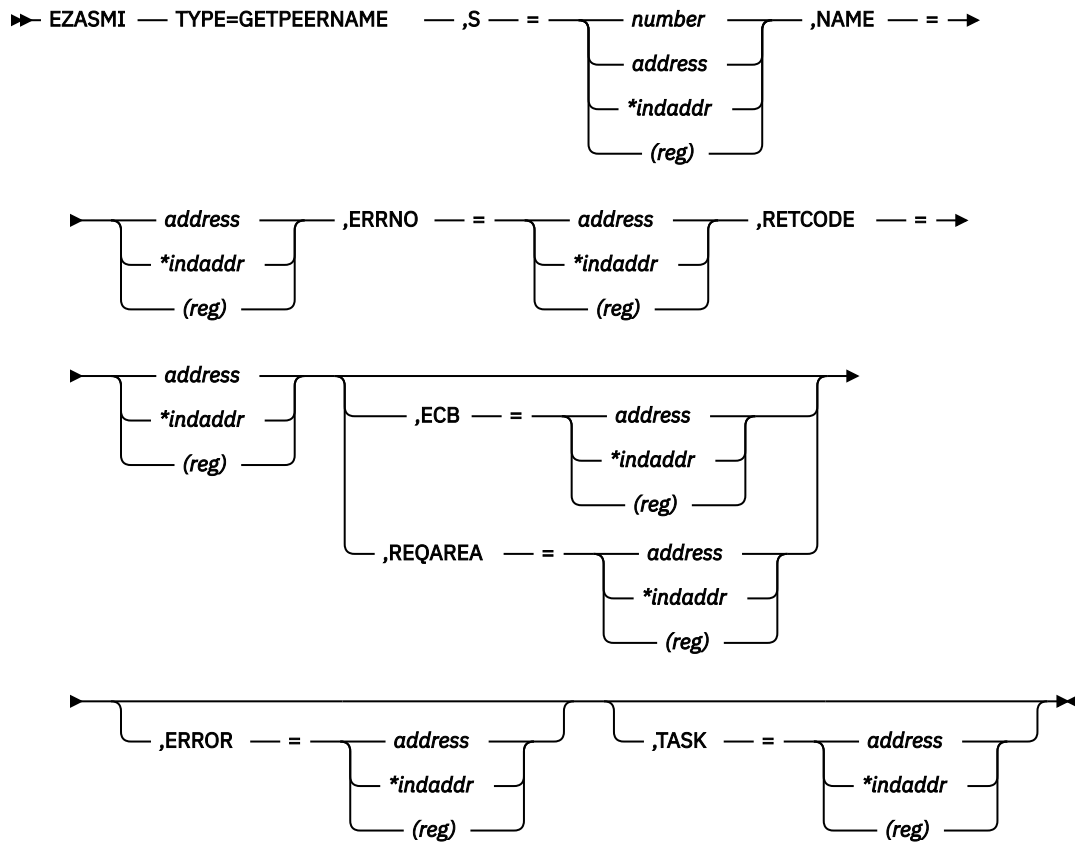 EZASMI TYPE=GETPEERNAME ,S = number ,NAME =
address
*indaddr
(reg)
address ,ERRNO = address ,RETCODE =
*indaddr *indaddr
(reg) (reg)
address
*indaddr ,ECB = address
(reg) *indaddr
(reg)
,REQAREA = address
*indaddr
(reg)
,ERROR = address ,TASK = address
*indaddr *indaddr
(reg) (reg)